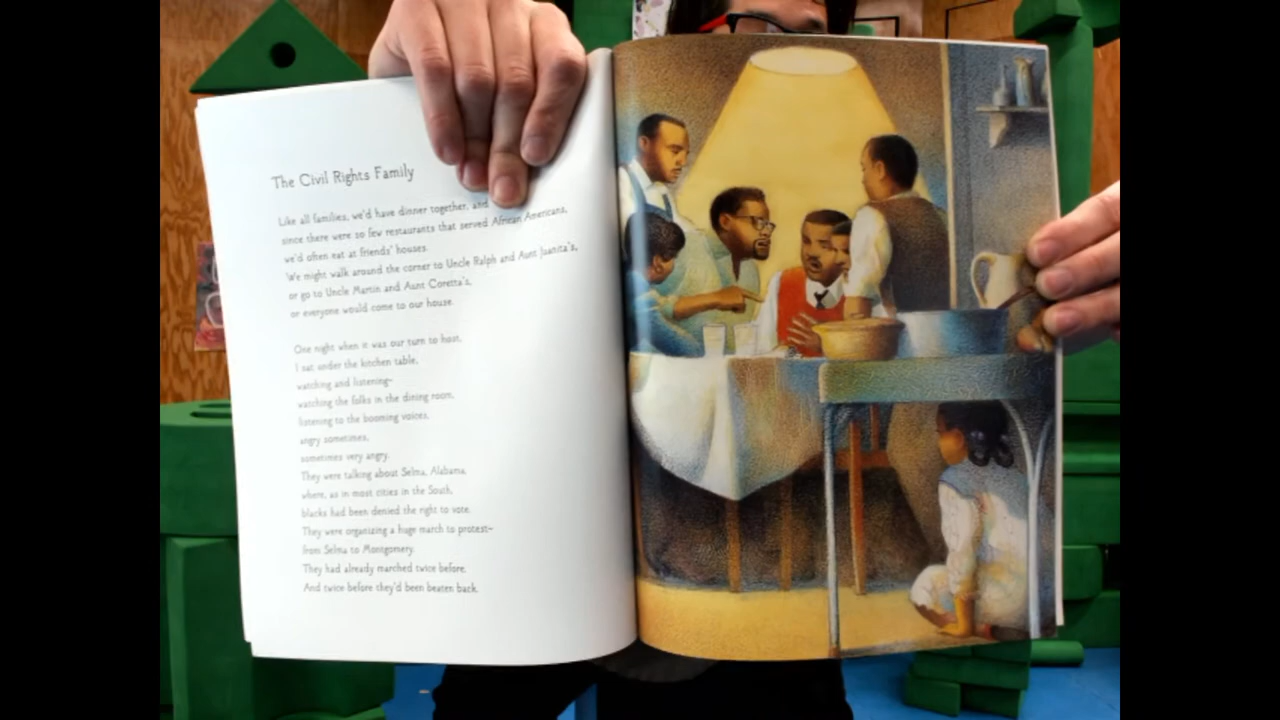 The Civil Rights Family
Like all families, we'd have dinner together, and
since there were so few restaurants that served African Americans,
we'd often eat at friends' houses.
We might walk around the corner to Uncle Ralph and Aunt Juanita's,
or go to Uncle Martin and Aunt Coretta's,
or everyone would come to our house.
One night when it was our turn to host,
I sat under the kitchen table,
watching and listening–
watching the folks in the dining room,
listening to the booming voices,
angry sometimes,
sometimes very angry.
They were talking about Selma, Alabama,
where, as in most cities in the South,
blacks had been denied the right to vote.
They were organizing a huge march to protest–
from Selma to Montgomery.
They had already marched twice before.
And twice before they'd been beaten back.